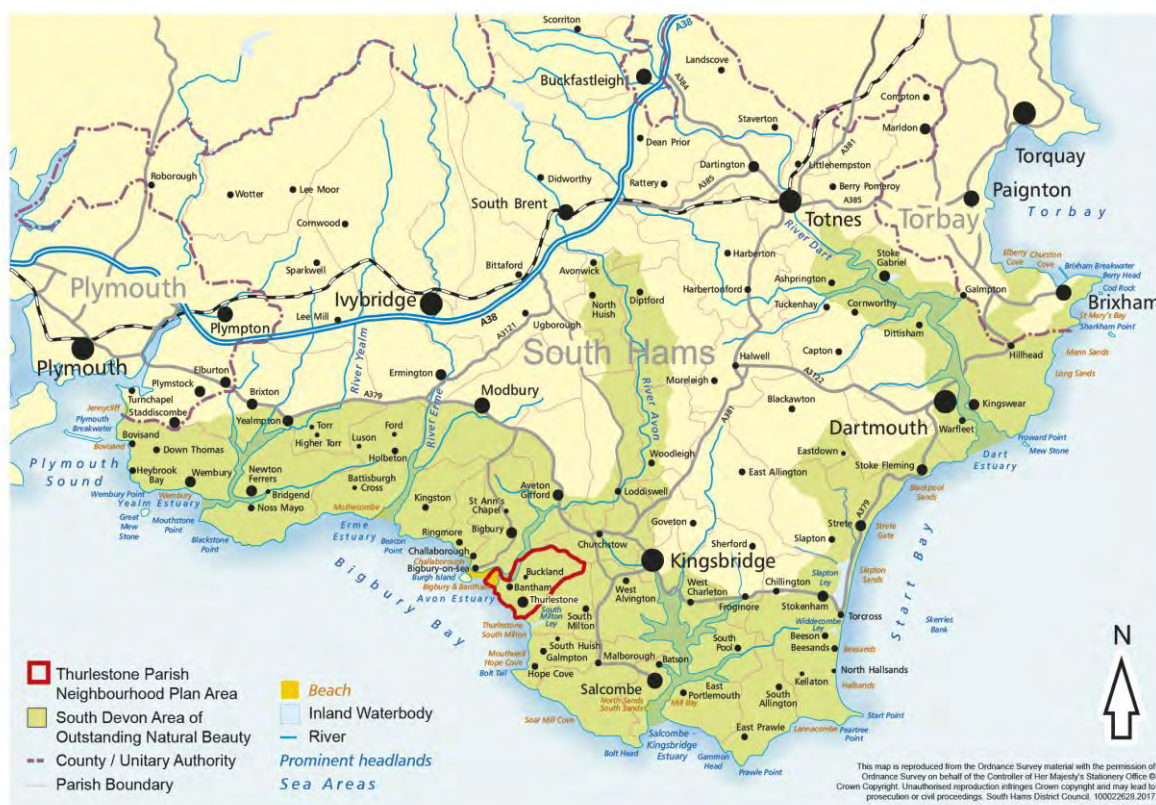 Scorriton
A38
Landscove
Buckfastleigh
A384
Compton
Staverton
Marldon
A381
Dean Prior
Torquay
Roborough
Dartington
Littlehempston
Didworthy
Wotter
Lee Moor
Rattery
A385
Berry Pomeroy
A385
Paignton
South Brent
Totnes
Torbay
Torbay
Cornwood
River Dart
Harberton
Stoke
Gabriel
Elberry
Cove
Churston
Cove
Brixham Breakwater
Berry Head
Cod Rock
Sparkwell
Bittaford
Avonwick
Ashprington
Plymouth
Ivybridge
Diptford
Harbertonford
Galmpton
Brixham
North
Huish
Tuckenhay
Cornworthy
St Mary's Bay
Sharkham Point
Plympton
Lee Mill
A38
A3121
Ugborough
Dittisham
South Hams
Plymouth
River Yealm
Halwell
Capton
Hillhead
Mann Sands
Long Sands
Elburton
Ermington
Moreleigh
A3122
Plymstock
Modbury
River Avon
A381
Turnchapel
Brixton
A379
Blackawton
Kingswear
Jennycliff
Staddiscombe
River Erme
Dartmouth
Warfleet
Plymouth
Breakwater
Yealmpton
Torr
Ford
Froward Point
Mew Stone
Bovisand
Higher Torr
Luson
Bovisand
Down Thomas
Holbeton
Woodleigh
Eastdown
Dart
Estuary
Plymouth
Sound
Heybrook
Bay
Wembury
Newton
Ferrers
Battisburgh
Cross
Aveton
Gifford
East Allington
Stoke Fleming
Wembury Point
Wembury
Bridgend
Kingston
St Ann's
Chapel
Loddiswell
Blackpool
Sands
Yealm Estuary
Noss Mayo
Mothecombe
A379
Great
Mew
Stone
Mouthstone
Point
Blackstone
Point
Erme
Estuary
Beacon
Point
Ringmore
Bigbury
Goveton
Strete
Strete
Gate
Challaborough
Churchstow
Sherford
Slapton
Challaborough
Bigbury-on-sea
Kingsbridge
Start Bay
Burgh Island
Buckland
Slapton
Ley
Slapton
Sands
Bigbury Bay
Bigbury & Bantham
Bantham
West
Alvington
West
Charleton
Chillington
Avon Estuary
Thurlestone
Frogmore
Stokenham
South
Milton
Ley
Torcross
Thurlestone
South Milton
South
Milton
Widdecombe
Ley
Skerries
Bank
South
Pool
Beeson
Beesands
Beesands
Mouthwell
Hope Cove
South Huish
Galmpton
Malborough
Batson
Bolt Tail
Hope Cove
North Hallsands
Salcombe
Kellaton
Hallsands
North Sands
South Sands
Mill Bay
East
Portlemouth
South
Allington
Soar Mill Cove
Start Point
East Prawle
Lannacombe
Peartree
Point
Bolt Head
Salcombe -
Kingsbridge
Estuary
Gammon
Head
Prawle Point
N
Thurlestone Parish
Neighbourhood Plan Area
South Devon Area of
Outstanding Natural Beauty
County / Unitary Authority
Parish Boundary
Beach
Inland Waterbody
River
Prominent headlands
Sea Areas
This map is reproduced from the Ordnance Survey material with the permission of
Ordnance Survey on behalf of the Controller of Her Majesty's Stationery Office ©
Crown Copyright. Unauthorised reproduction infringes Crown copyright and may lead to
prosecution or civil proceedings. South Hams District Council. 100022628.2017